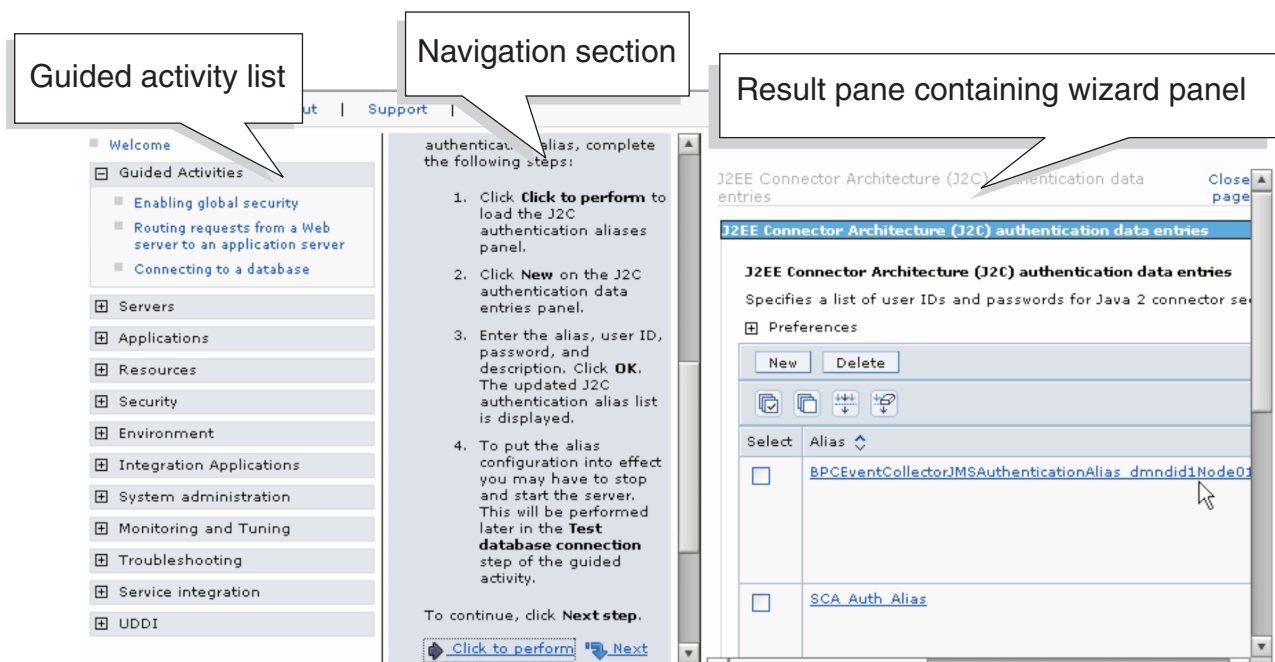 Guided activity list
Navigation section
Result pane containing wizard panel
ut | Support |
Welcome
Guided Activities
Enabling global security
Routing requests from a Web
server to an application server
Connecting to a database
Servers
Applications
Resources
Security
Environment
Integration Applications
System administration
Monitoring and Tuning
Troubleshooting
Service integration
UDDI
alias, complete
the following steps:
1. Click Click to perform to
load the J2C
authentication aliases
panel.
2. Click New on the J2C
authentication data
entries panel.
3. Enter the alias, user ID,
password, and
description. Click OK.
The updated J2C
authentication alias list
is displayed.
4. To put the alias
configuration into effect
you may have to stop
and start the server.
This will be performed
later in the Test
database connection
step of the guided
activity.
To continue, click Next step.
Click to perform Next
J2EE Connector Architecture (J2C) authentication data
entries
Close
page
J2EE Connector Architecture (J2C) authentication data entries
J2EE Connector Architecture (J2C) authentication data entries
Specifies a list of user IDs and passwords for Java 2 connector se
Preferences
New Delete
Select Alias
BPCEventCollectorJMSAuthenticationAlias_dmndid1Node01
SCA_Auth_Alias